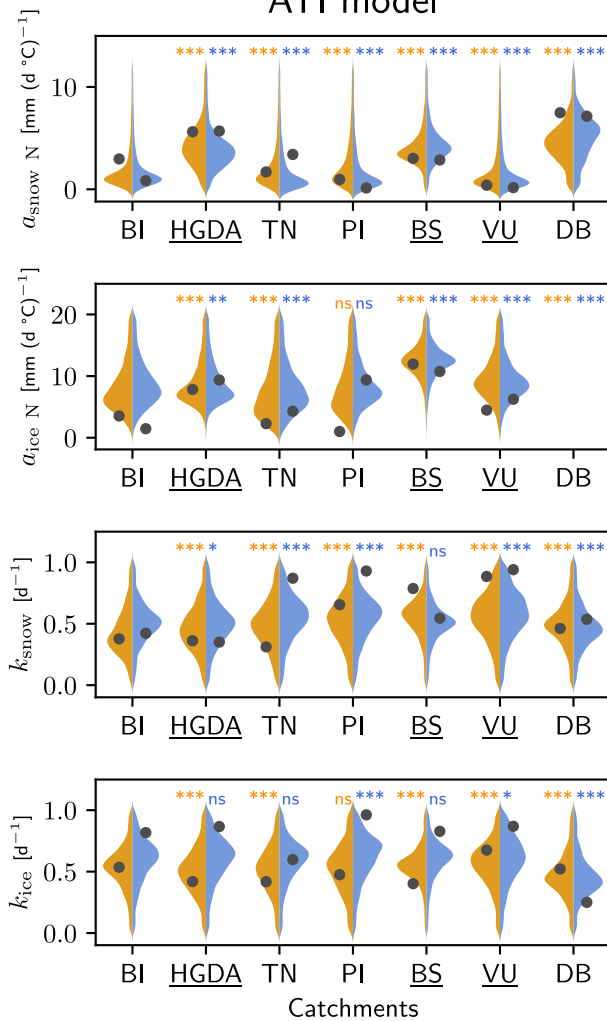 ATI model
*** *** *** *** *** *** *** *** *** *** *** ***
a_snow N [mm (d °C)⁻¹]
10
0
BI HGDA TN PI BS VU DB
*** ** *** *** ns ns *** *** *** *** *** ***
a_ice N [mm (d °C)⁻¹]
20
10
0
BI HGDA TN PI BS VU DB
*** * *** *** *** *** *** ns *** *** *** ***
k_snow [d⁻¹]
1.0
0.5
0.0
BI HGDA TN PI BS VU DB
*** ns *** ns ns *** *** ns *** * *** ***
k_ice [d⁻¹]
1.0
0.5
0.0
BI HGDA TN PI BS VU DB
Catchments